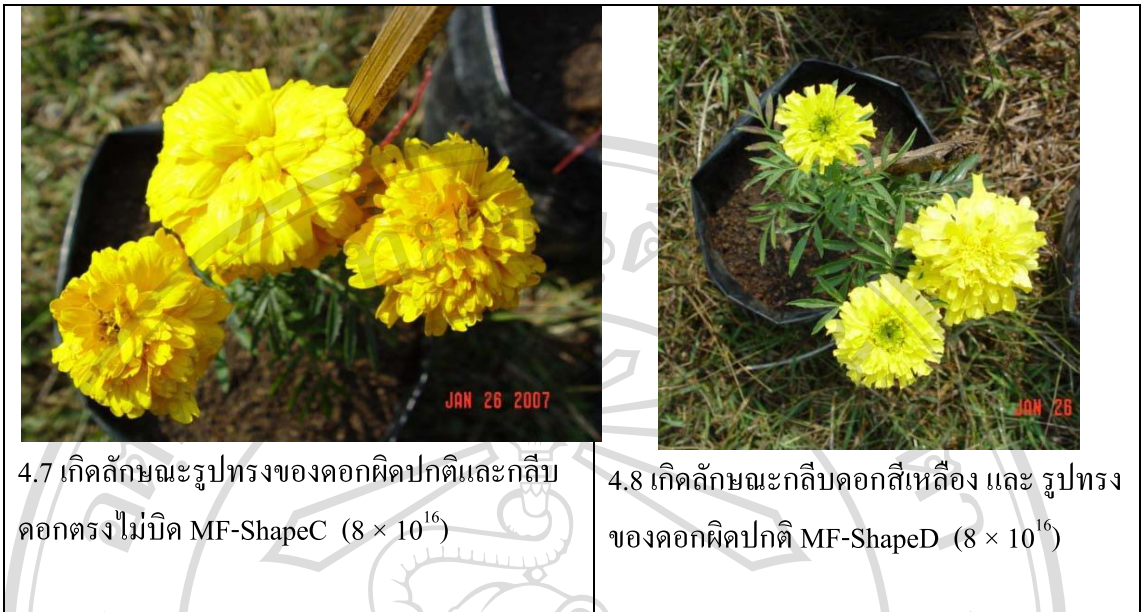 JAN 26 2007
JAN 26
4.7 เกิดลักษณะรูปทรงของดอกผิดปกติและกลีบ
ดอกตรงไม่บิด MF-ShapeC (8 × 10¹⁶)
4.8 เกิดลักษณะกลีบดอกสีเหลือง และ รูปทรง
ของดอกผิดปกติ MF-ShapeD (8 × 10¹⁶)